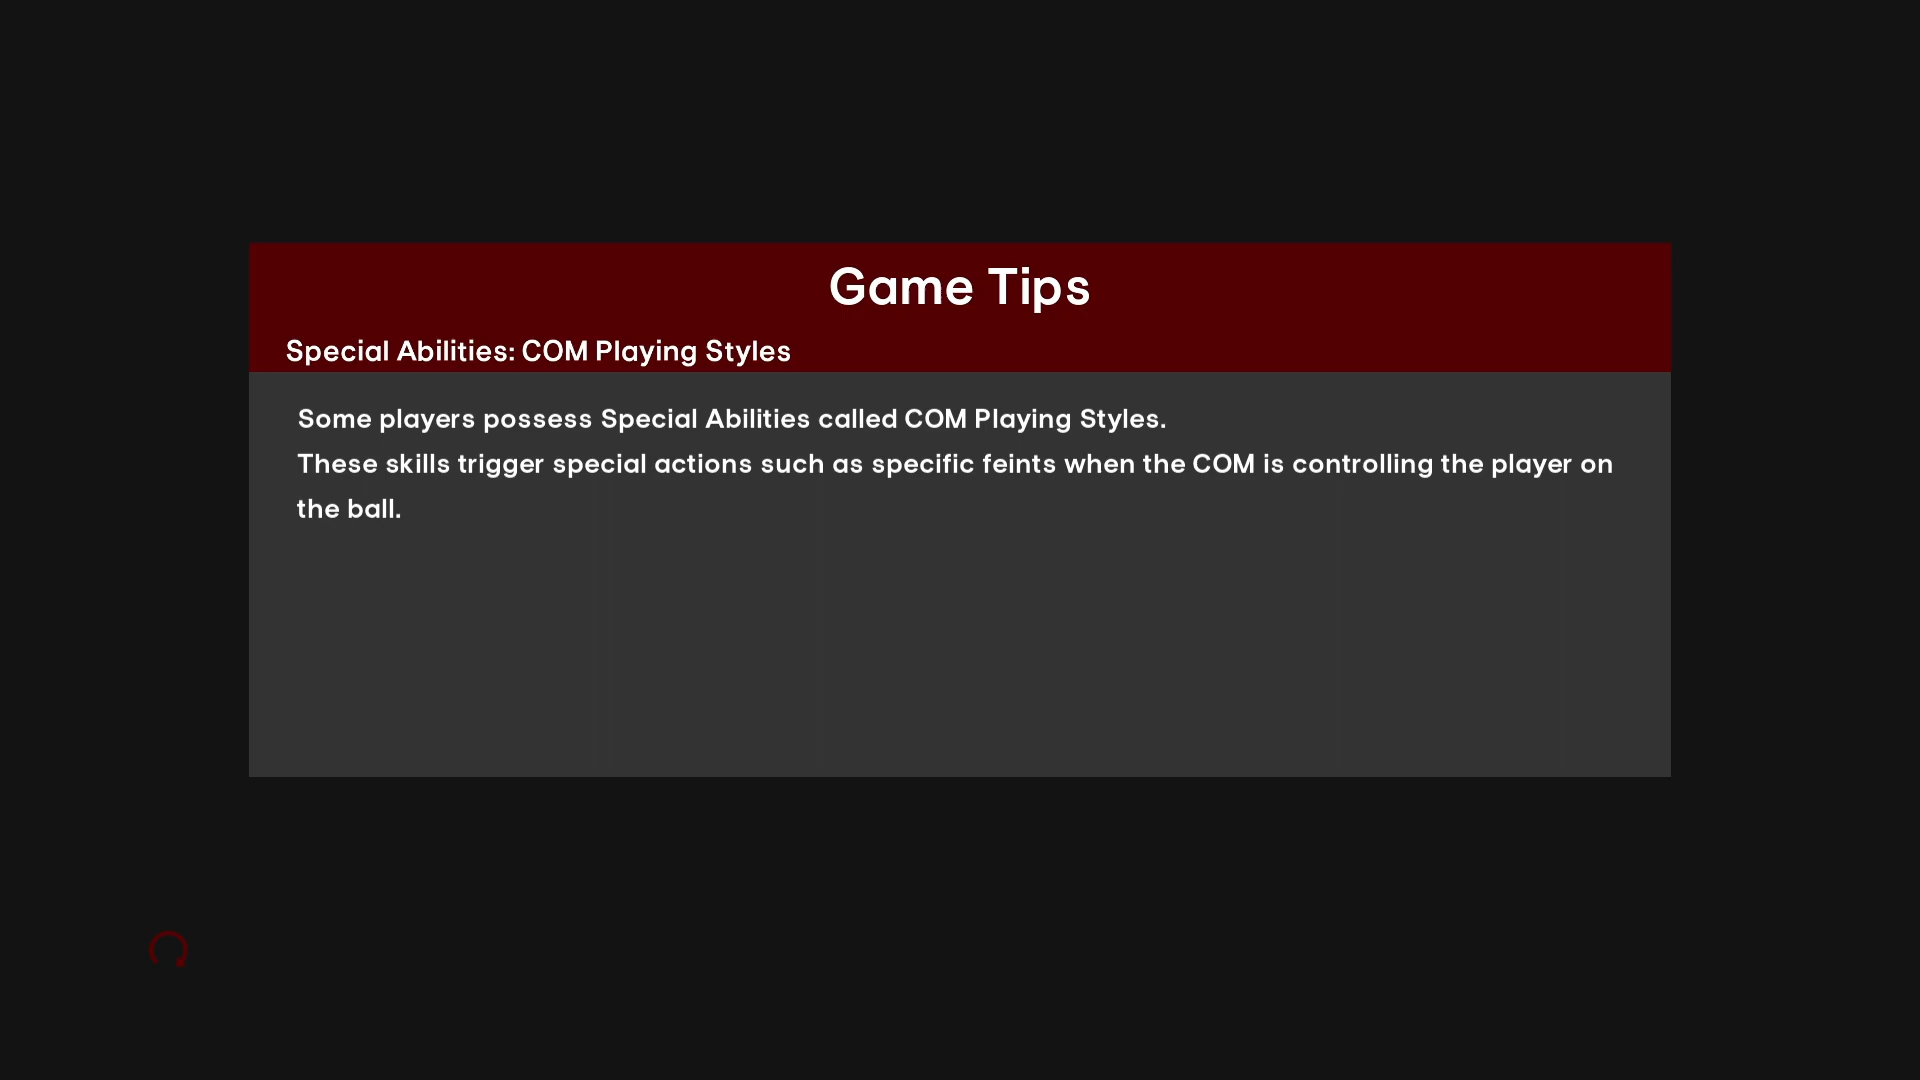 Game Tips
Special Abilities: COM Playing Styles
Some players possess Special Abilities called COM Playing Styles.
These skills trigger special actions such as specific feints when the COM is controlling the player on
the ball.